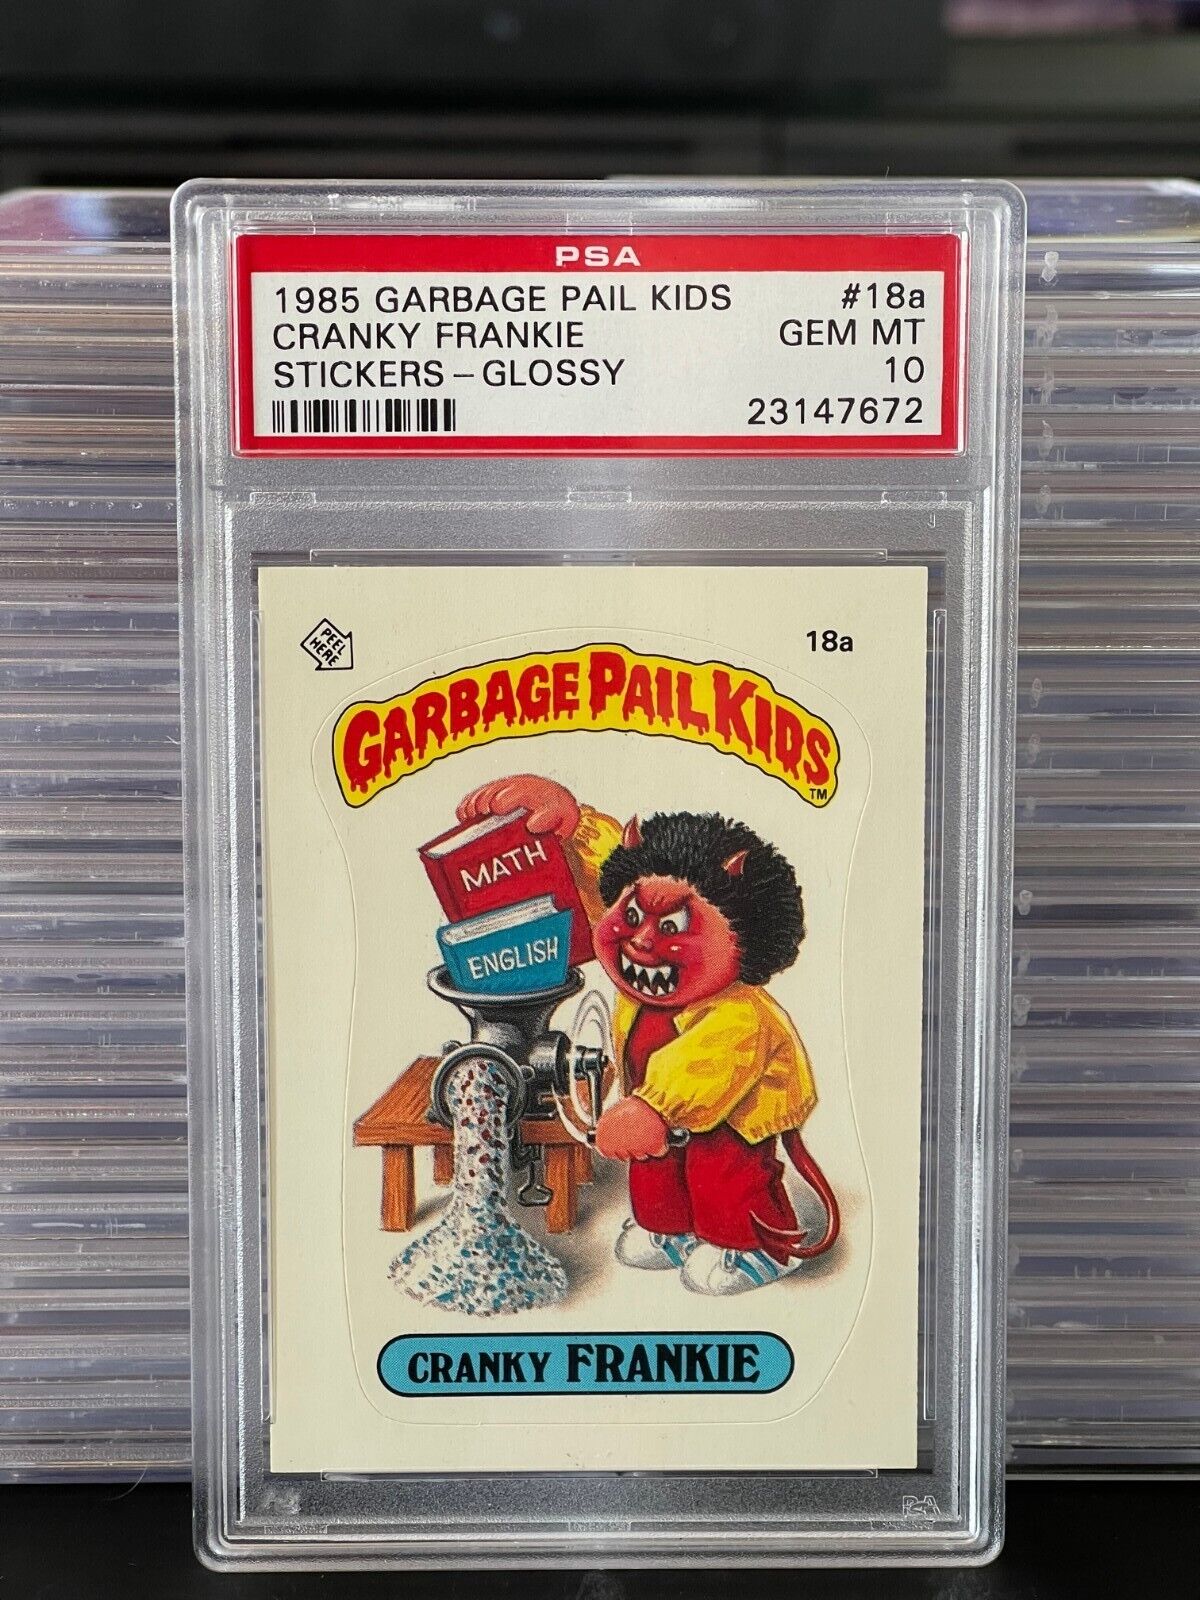 PSA
1985 GARBAGE PAIL KIDS #18a
CRANKY FRANKIE GEM MT
STICKERS-GLOSSY 10
23147672
PEEL
HERE
18a
GARBAGE PAIL KIDS
TM
MATH
ENGLISH
CRANKY FRANKIE
PSA